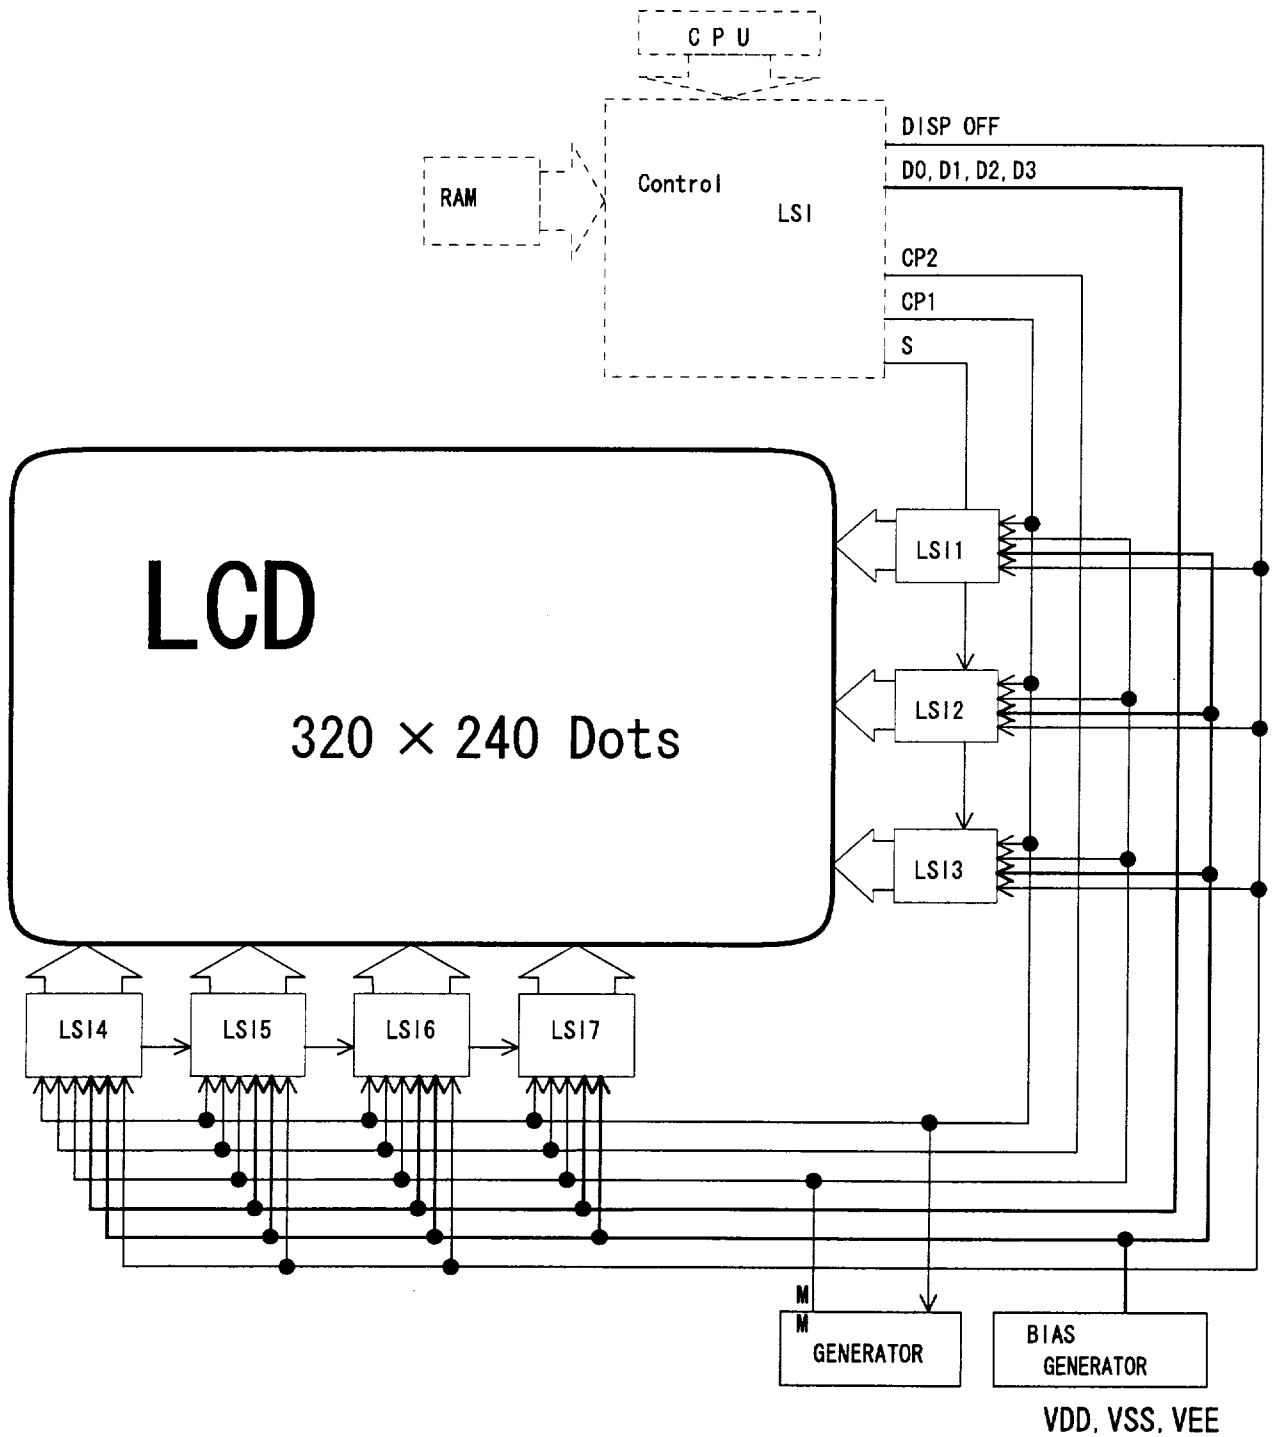 CPU
DISP OFF
D0, D1, D2, D3
RAM
Control
LSI
CP2
CP1
S
LCD
320 × 240 Dots
LSI1
LSI2
LSI3
LSI4
LSI5
LSI6
LSI7
M
M
GENERATOR
BIAS
GENERATOR
VDD, VSS, VEE